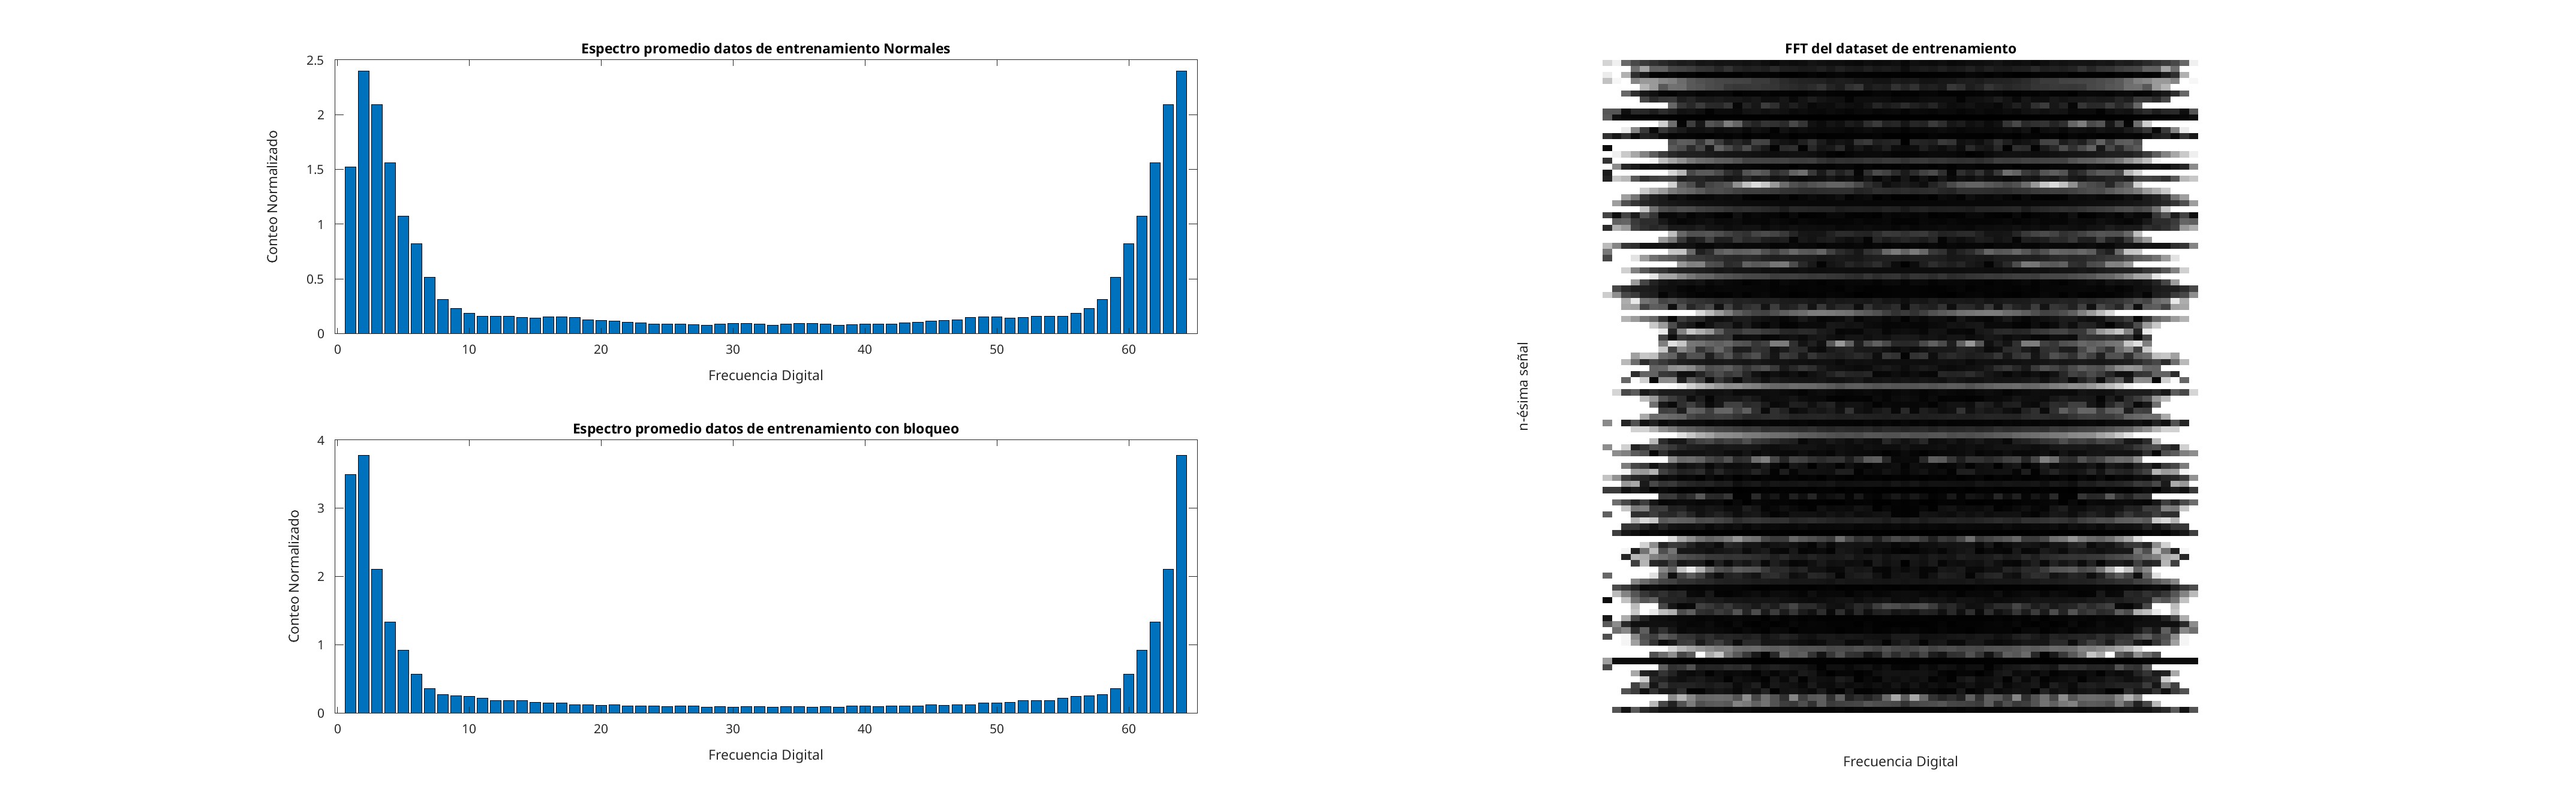 Espectro promedio datos de entrenamiento Normales
2.5
2
1.5
1
0.5
0
Conteo Normalizado
0 10 20 30 40 50 60
Frecuencia Digital
Espectro promedio datos de entrenamiento con bloqueo
4
3
2
1
0
Conteo Normalizado
0 10 20 30 40 50 60
Frecuencia Digital
FFT del dataset de entrenamiento
n-ésima señal
Frecuencia Digital